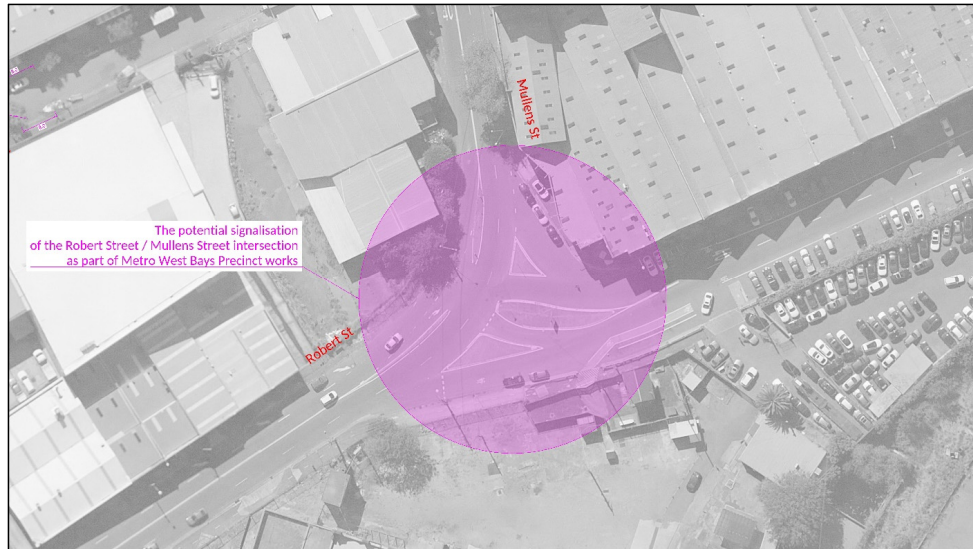 Mullens St
The potential signalisation
of the Robert Street / Mullens Street intersection
as part of Metro West Bays Precinct works
Robert St